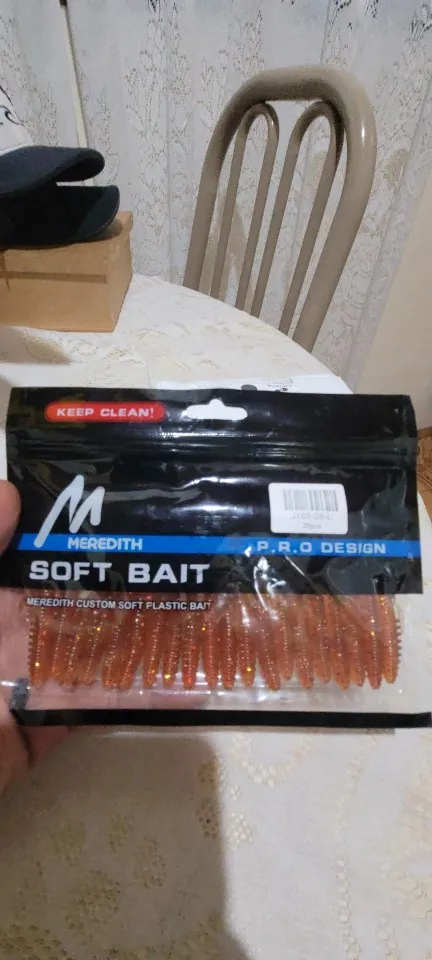 KEEP CLEAN!
M
MEREDITH
P.R.O DESIGN
SOFT BAIT
MEREDITH CUSTOM SOFT PLASTIC BAIT